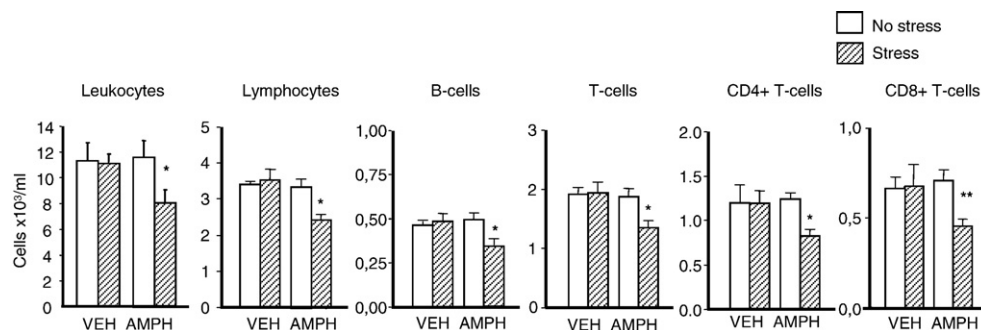 No stress
Stress
Leukocytes
Lymphocytes
B-cells
T-cells
CD4+ T-cells
CD8+ T-cells
Cells x10³/ml
14
12
10
8
6
4
2
0
VEH AMPH
*
5
4
3
2
1
0
VEH AMPH
*
1,00
0,75
0,50
0,25
0,00
VEH AMPH
*
3
2
1
0
VEH AMPH
*
2.0
1.5
1.0
0.5
0.0
VEH AMPH
*
1,0
0,5
0,0
VEH AMPH
**